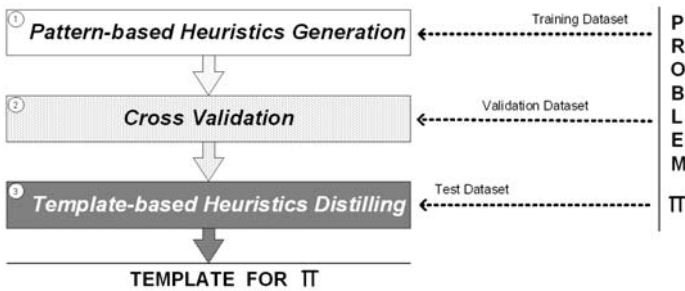 1
Pattern-based Heuristics Generation
Training Dataset
2
Cross Validation
Validation Dataset
3
Template-based Heuristics Distilling
Test Dataset
PROBLEM π
TEMPLATE FOR π